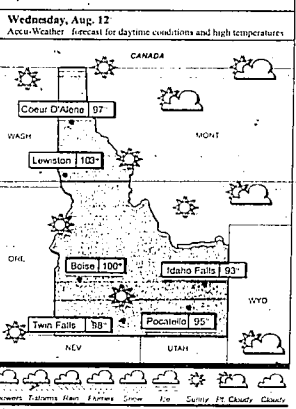 Wednesday, Aug. 12
Accu-Weather forecast for daytime conditions and high temperatures
CANADA
Coeur D'Alene 97°
WASH
MONT
Lewiston 103°
ORE
Boise 100°
Idaho Falls 93°
WYO
Twin Falls 98°
Pocatello 95°
NEV
UTAH
Showers T-storms Rain Flurries Snow Ice Sunny Pt. Cloudy Cloudy